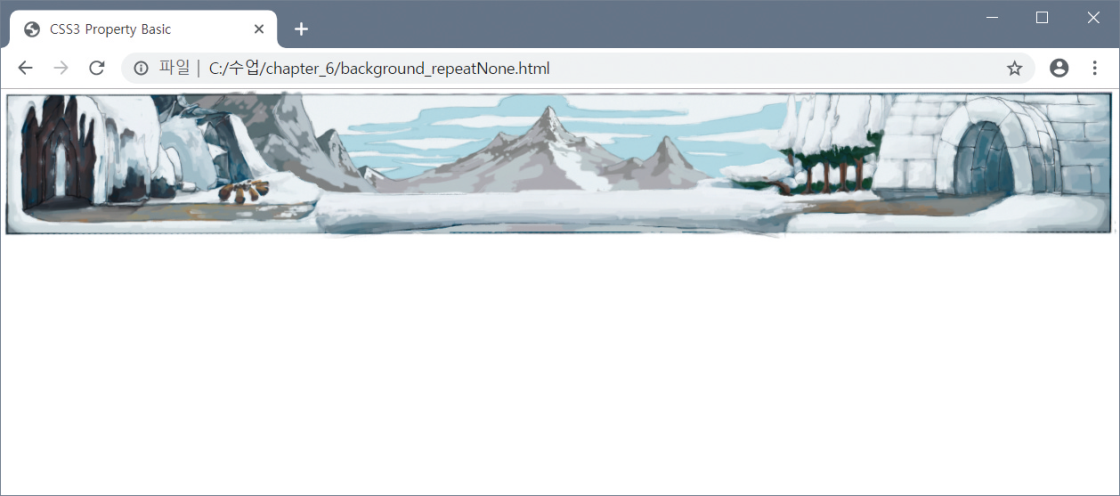 CSS3 Property Basic
파일 | C:/수업/chapter_6/background_repeatNone.html